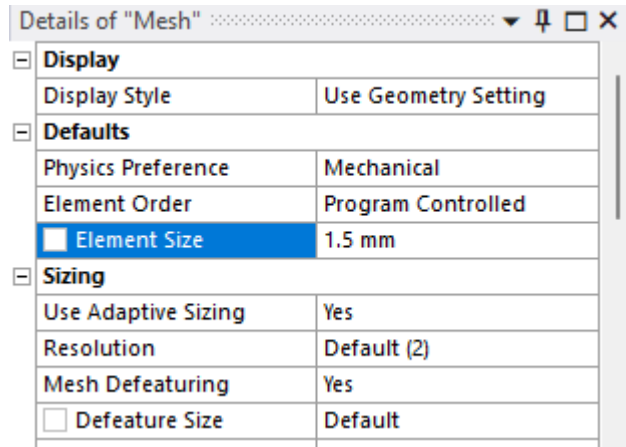 Details of "Mesh"
Display
Display Style Use Geometry Setting
Defaults
Physics Preference Mechanical
Element Order Program Controlled
Element Size 1.5 mm
Sizing
Use Adaptive Sizing Yes
Resolution Default (2)
Mesh Defeaturing Yes
Defeature Size Default